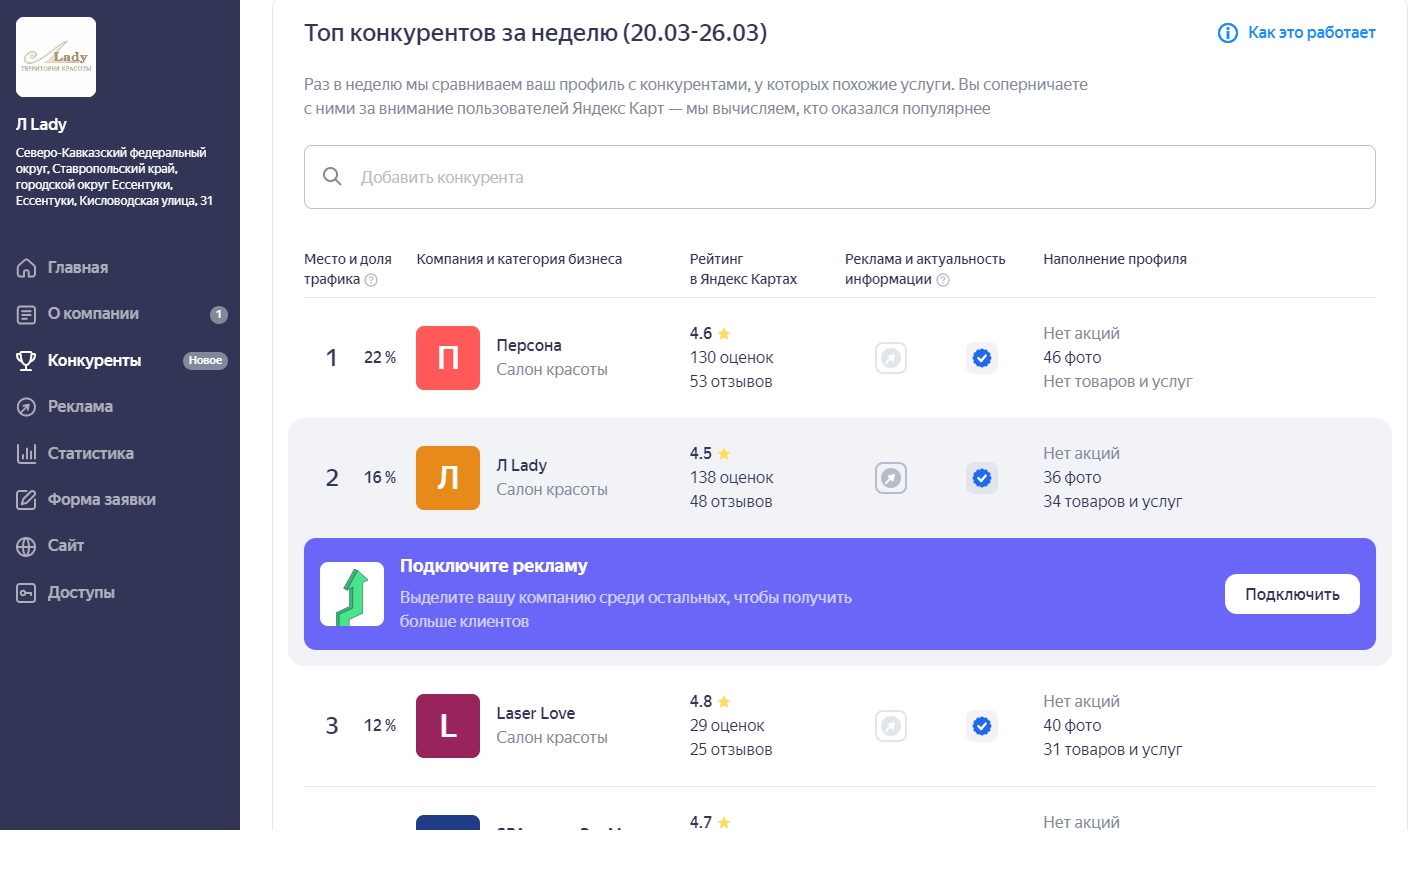 Lady
ТЕРРИТОРИЯ КРАСОТЫ
Л Lady
Северо-Кавказский федеральный
округ, Ставропольский край,
городской округ Ессентуки,
Ессентуки, Кисловодская улица, 31
Главная
О компании 1
Конкуренты Новое
Реклама
Статистика
Форма заявки
Сайт
Доступы
Топ конкурентов за неделю (20.03-26.03)
Как это работает
Раз в неделю мы сравниваем ваш профиль с конкурентами, у которых похожие услуги. Вы соперничаете
с ними за внимание пользователей Яндекс Карт — мы вычисляем, кто оказался популярнее
Добавить конкурента
Место и доля
трафика ?
Компания и категория бизнеса
Рейтинг
в Яндекс Картах
Реклама и актуальность
информации ?
Наполнение профиля
1
22 %
П
Персона
Салон красоты
4.6
130 оценок
53 отзывов
Нет акций
46 фото
Нет товаров и услуг
2
16 %
Л
Л Lady
Салон красоты
4.5
138 оценок
48 отзывов
Нет акций
36 фото
34 товаров и услуг
Подключите рекламу
Выделите вашу компанию среди остальных, чтобы получить
больше клиентов
Подключить
3
12 %
L
Laser Love
Салон красоты
4.8
29 оценок
25 отзывов
Нет акций
40 фото
31 товаров и услуг
4.7
Нет акций